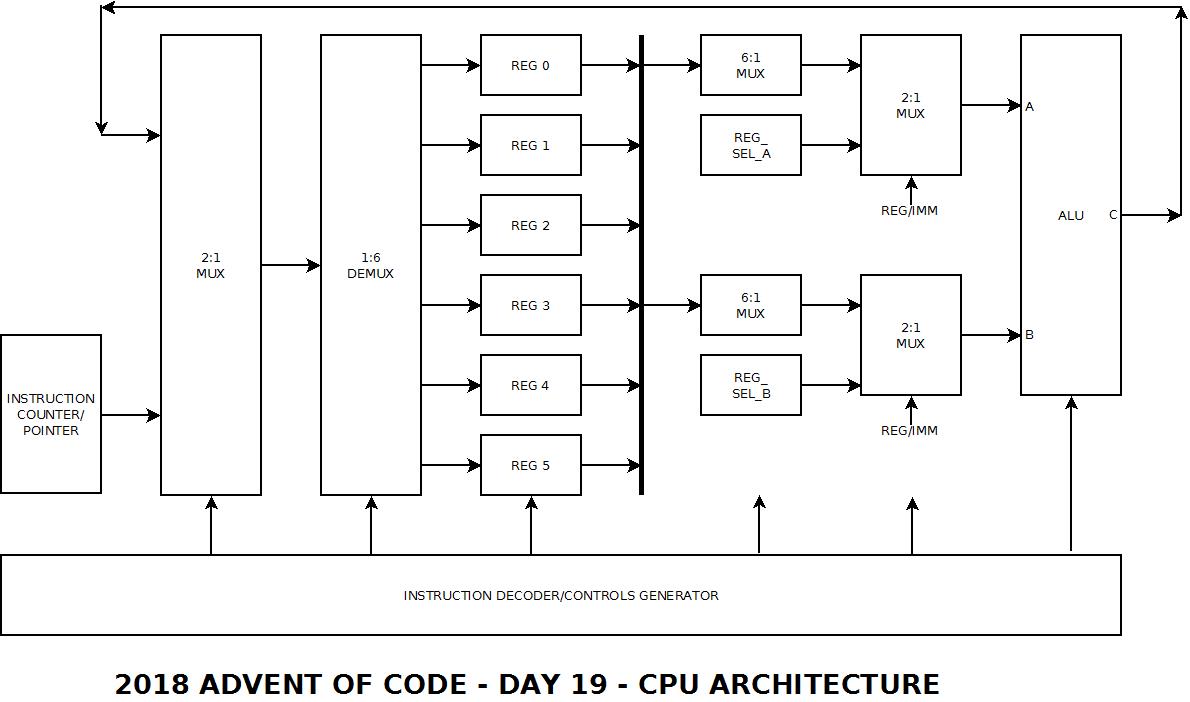 REG 0
6:1
MUX
2:1
MUX
A
REG 1
REG_
SEL_A
REG/IMM
REG 2
ALU
C
2:1
MUX
1:6
DEMUX
REG 3
6:1
MUX
2:1
MUX
B
INSTRUCTION
COUNTER/
POINTER
REG 4
REG_
SEL_B
REG/IMM
REG 5
INSTRUCTION DECODER/CONTROLS GENERATOR
2018 ADVENT OF CODE - DAY 19 - CPU ARCHITECTURE